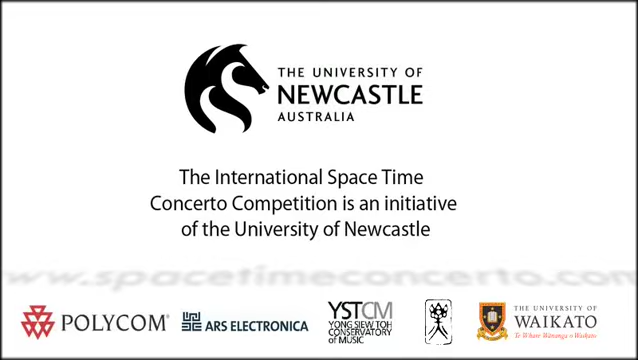 THE UNIVERSITY OF
NEWCASTLE
AUSTRALIA
The International Space Time
Concerto Competition is an initiative
of the University of Newcastle
www.spacetimeconcerto.com
POLYCOM®
ARS ELECTRONICA
YSTCM
YONG SIEW TOH
CONSERVATORY
of MUSIC
THE UNIVERSITY OF
WAIKATO
Te Whare Wānanga o Waikato